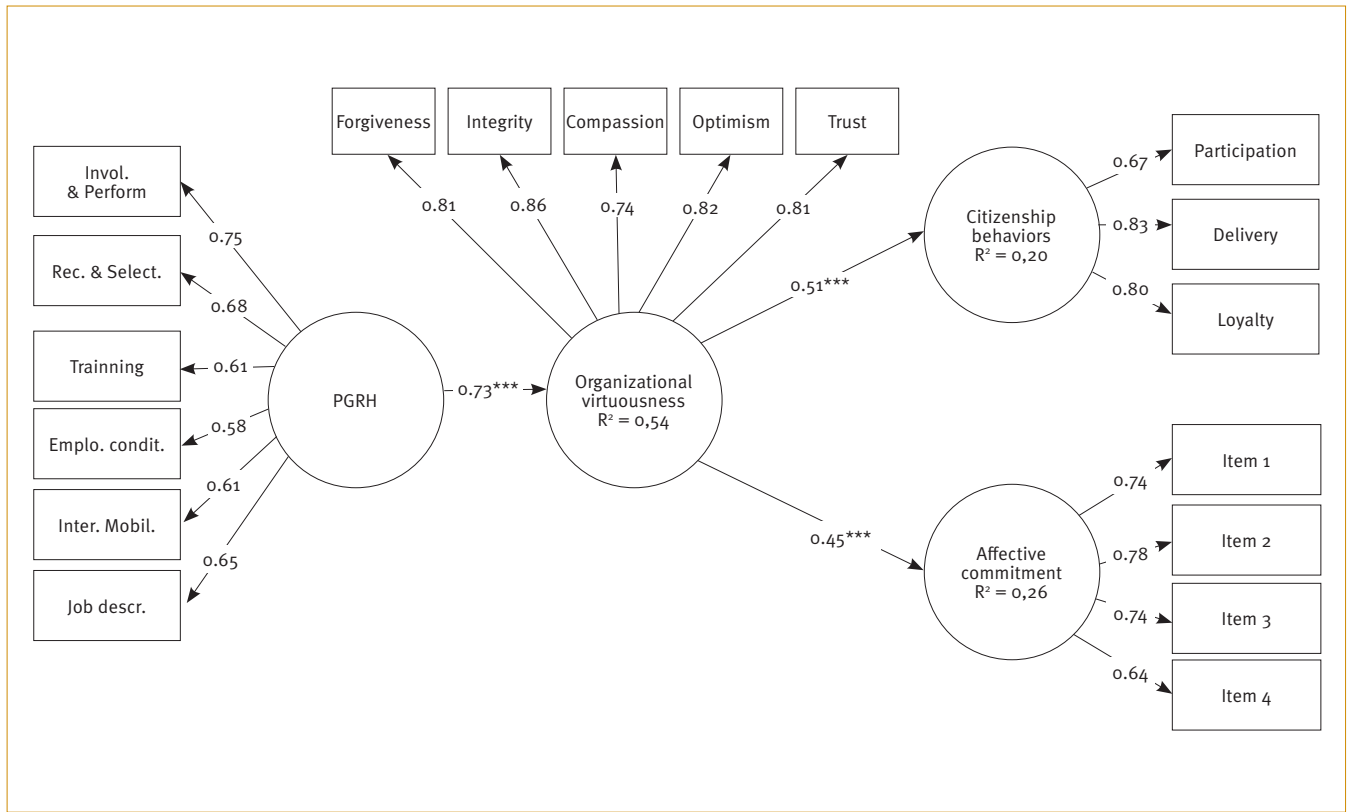 Forgiveness
Integrity
Compassion
Optimism
Trust
Invol.
& Perform
Rec. & Select.
Trainning
Emplo. condit.
Inter. Mobil.
Job descr.
0.75
0.68
0.61
0.58
0.61
0.65
PGRH
0.73***
0.81
0.86
0.74
0.82
0.81
Organizational
virtuousness
R² = 0,54
0.51***
0.45***
Citizenship
behaviors
R² = 0,20
0.67
0.83
0.80
Participation
Delivery
Loyalty
Affective
commitment
R² = 0,26
0.74
0.78
0.74
0.64
Item 1
Item 2
Item 3
Item 4